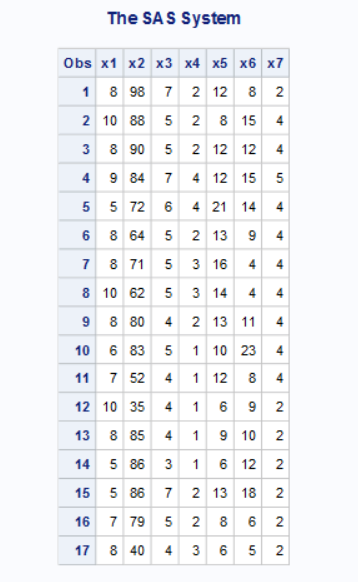 The SAS System
Obs x1 x2 x3 x4 x5 x6 x7
1 8 98 7 2 12 8 2
2 10 88 5 2 8 15 4
3 8 90 5 2 12 12 4
4 9 84 7 4 12 15 5
5 5 72 6 4 21 14 4
6 8 64 5 2 13 9 4
7 8 71 5 3 16 4 4
8 10 62 5 3 14 4 4
9 8 80 4 2 13 11 4
10 6 83 5 1 10 23 4
11 7 52 4 1 12 8 4
12 10 35 4 1 6 9 2
13 8 85 4 1 9 10 2
14 5 86 3 1 6 12 2
15 5 86 7 2 13 18 2
16 7 79 5 2 8 6 2
17 8 40 4 3 6 5 2